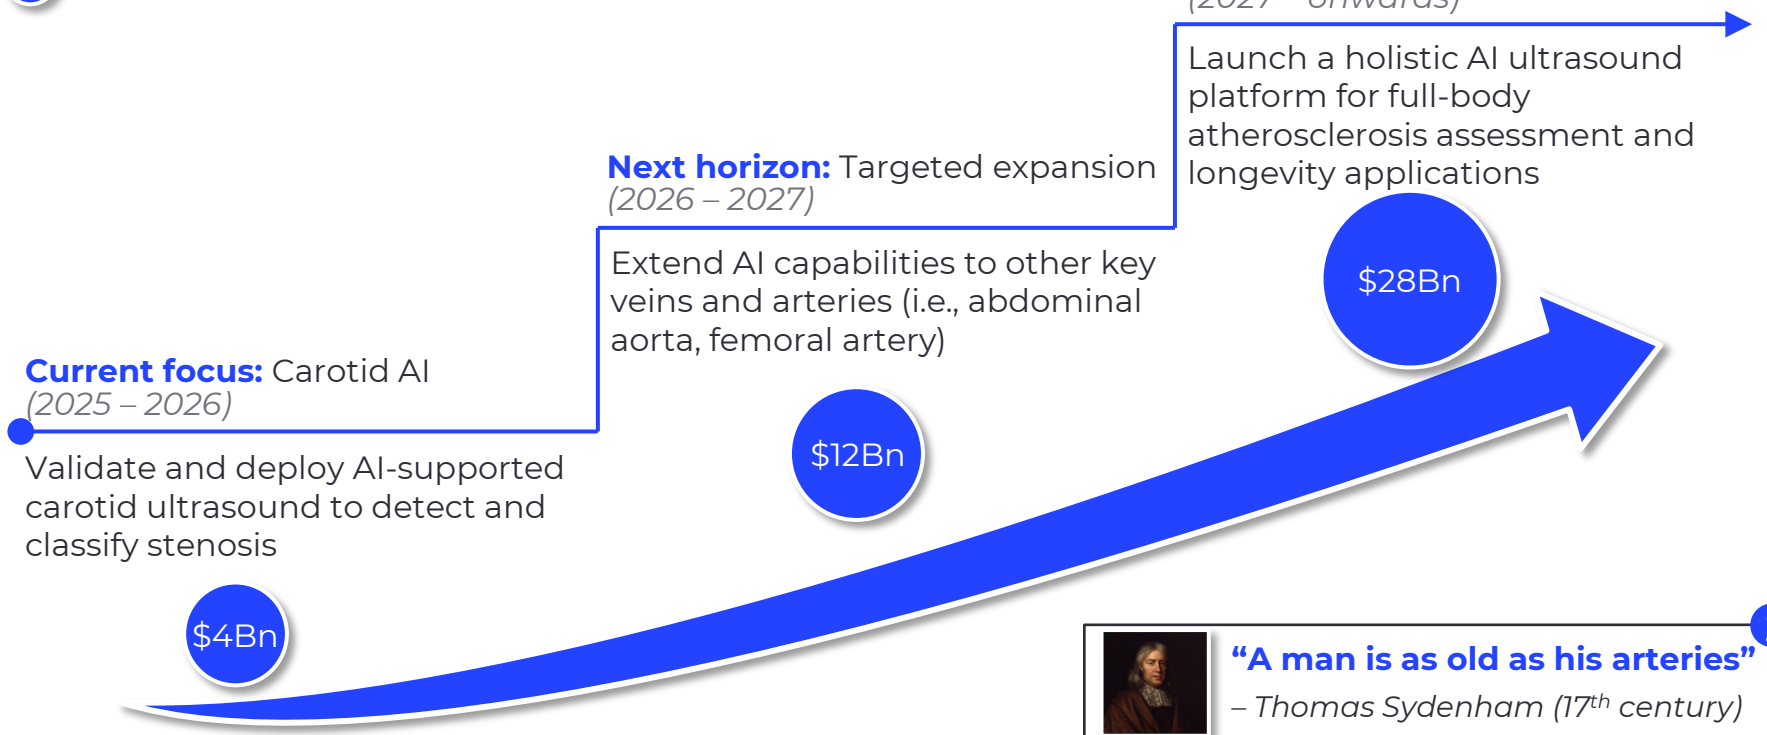 (2027 – onwards)
Launch a holistic AI ultrasound
platform for full-body
atherosclerosis assessment and
longevity applications
$28Bn
Next horizon: Targeted expansion
(2026 – 2027)
Extend AI capabilities to other key
veins and arteries (i.e., abdominal
aorta, femoral artery)
$12Bn
Current focus: Carotid AI
(2025 – 2026)
Validate and deploy AI-supported
carotid ultrasound to detect and
classify stenosis
$4Bn
“A man is as old as his arteries”
– Thomas Sydenham (17th century)